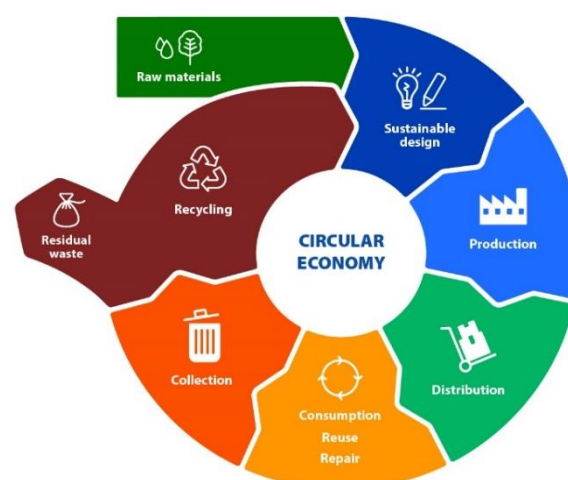 Raw materials
Sustainable
design
Production
Distribution
Consumption
Reuse
Repair
Collection
Recycling
Residual
waste
CIRCULAR
ECONOMY